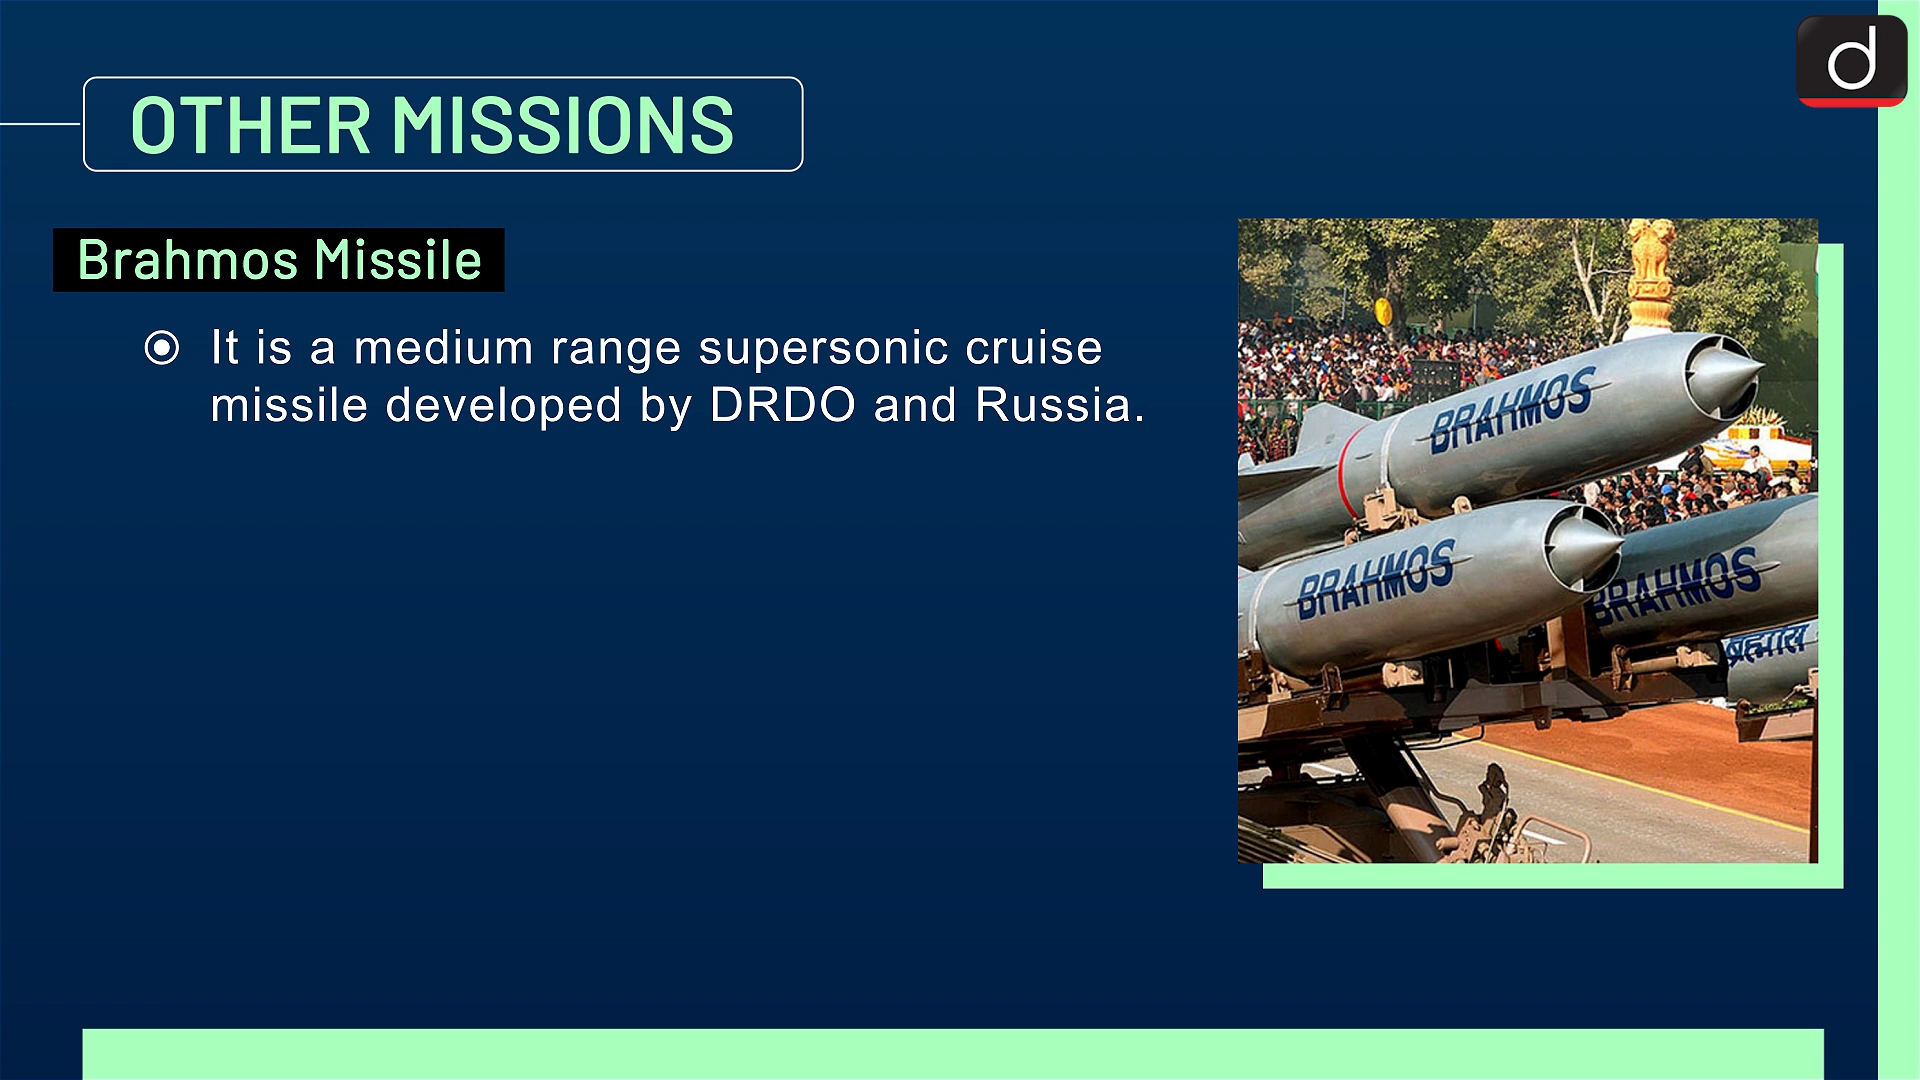 d
OTHER MISSIONS
Brahmos Missile
It is a medium range supersonic cruise
missile developed by DRDO and Russia.
BRAHMOS
BRAHMOS
BRAHMOS
ब्रह्मोस